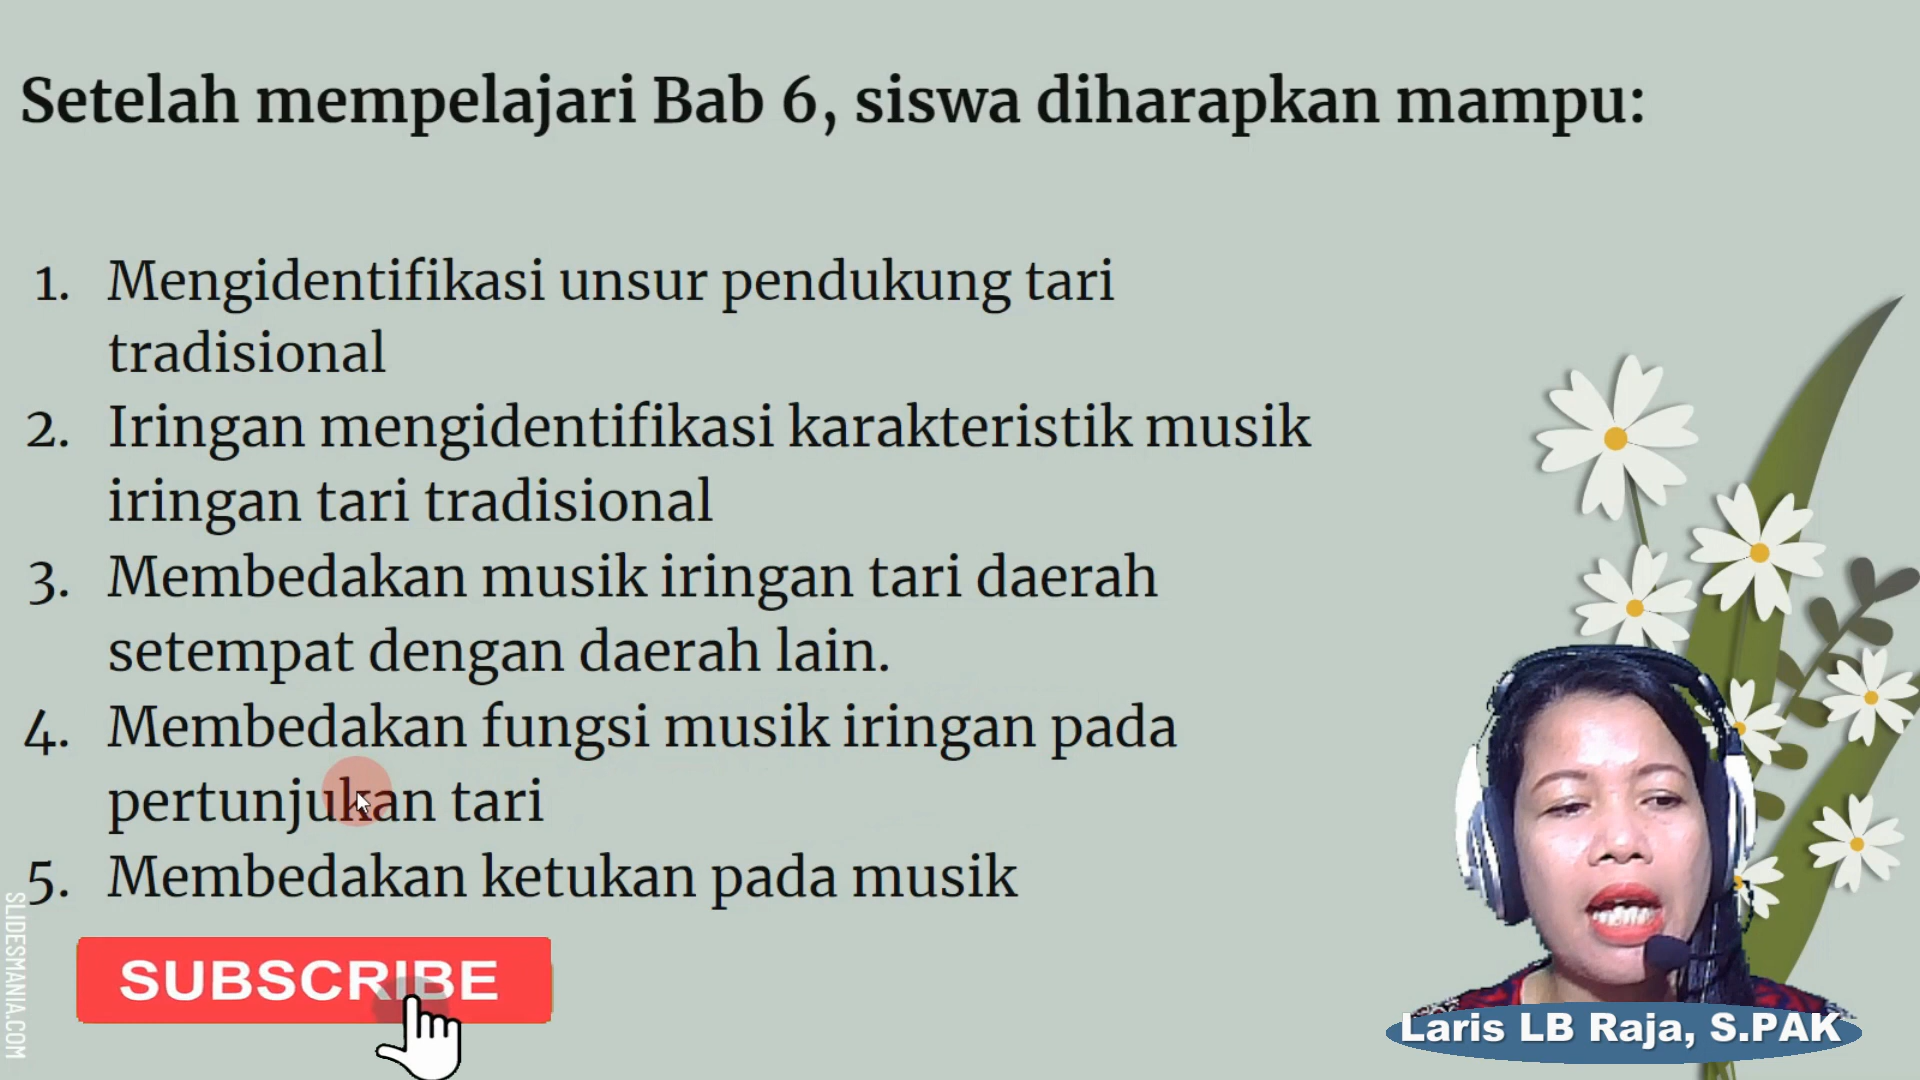 Setelah mempelajari Bab 6, siswa diharapkan mampu:
1. Mengidentifikasi unsur pendukung tari
tradisional
2. Iringan mengidentifikasi karakteristik musik
iringan tari tradisional
3. Membedakan musik iringan tari daerah
setempat dengan daerah lain.
4. Membedakan fungsi musik iringan pada
pertunjukan tari
5. Membedakan ketukan pada musik
SLIDESMANIA.COM
SUBSCRIBE
Laris LB Raja, S.PAK